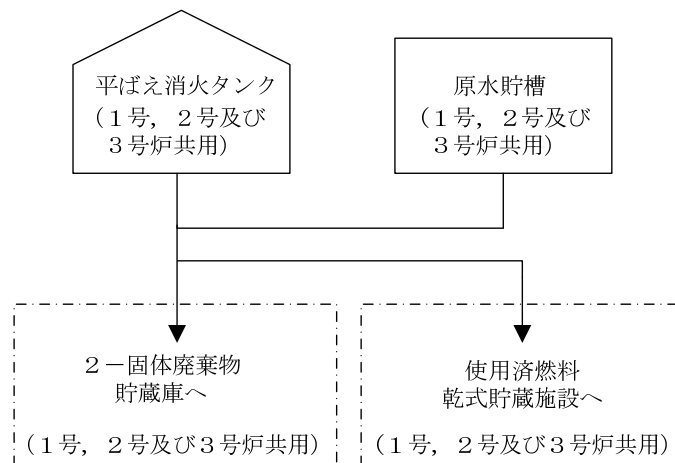 平ばえ消火タンク
(1号,2号及び
3号炉共用)
原水貯槽
(1号,2号及び
3号炉共用)
2-固体廃棄物
貯蔵庫へ
(1号,2号及び3号炉共用)
使用済燃料
乾式貯蔵施設へ
(1号,2号及び3号炉共用)